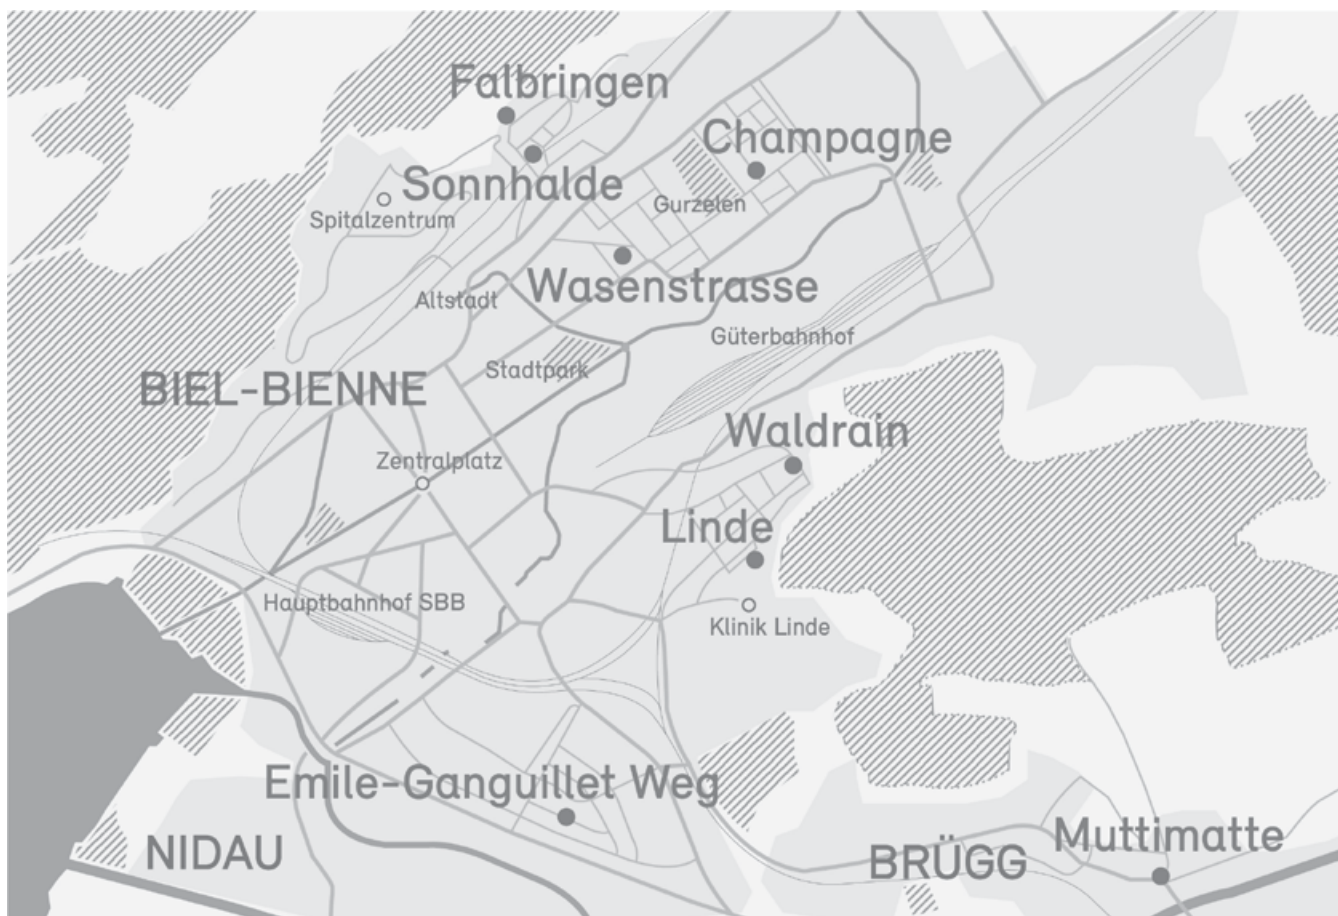 Falbringen
Champagne
Sonnhalde
Gurzelen
Spitalzentrum
Wasenstrasse
Altstadt
Güterbahnhof
Stadtpark
BIEL-BIENNE
Waldrain
Zentralplatz
Linde
Hauptbahnhof SBB
Klinik Linde
Emile-Ganguillet Weg
Muttimatte
NIDAU
BRÜGG